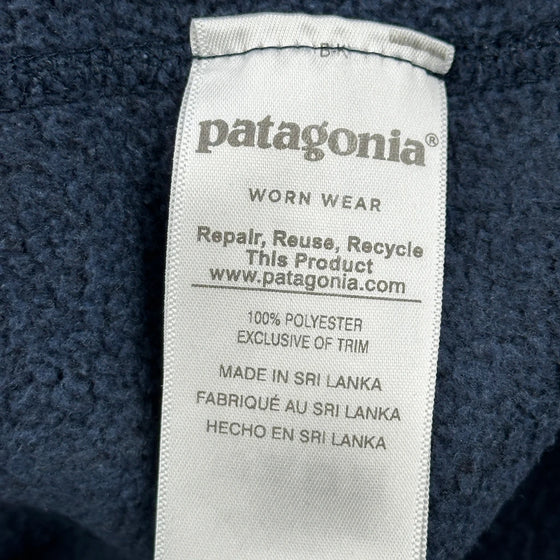 B-K
patagonia®
WORN WEAR
Repair, Reuse, Recycle
This Product
www.patagonia.com
100% POLYESTER
EXCLUSIVE OF TRIM
MADE IN SRI LANKA
FABRIQUÉ AU SRI LANKA
HECHO EN SRI LANKA